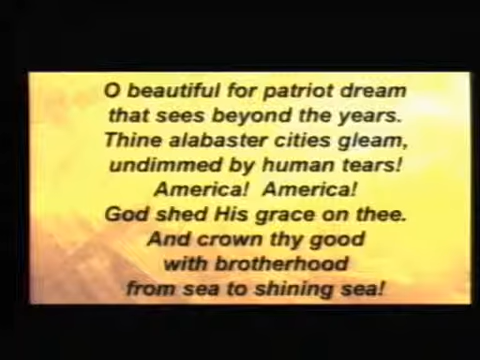 O beautiful for patriot dream
that sees beyond the years.
Thine alabaster cities gleam,
undimmed by human tears!
America!  America!
God shed His grace on thee.
And crown thy good
with brotherhood
from sea to shining sea!